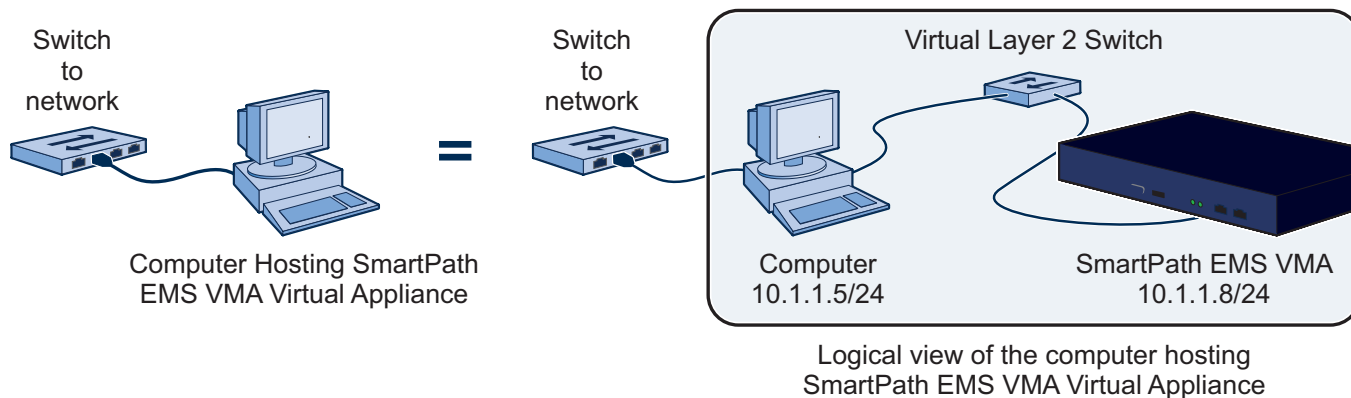 Switch
to
network
Computer Hosting SmartPath
EMS VMA Virtual Appliance
=
Switch
to
network
Virtual Layer 2 Switch
Computer
10.1.1.5/24
SmartPath EMS VMA
10.1.1.8/24
Logical view of the computer hosting
SmartPath EMS VMA Virtual Appliance